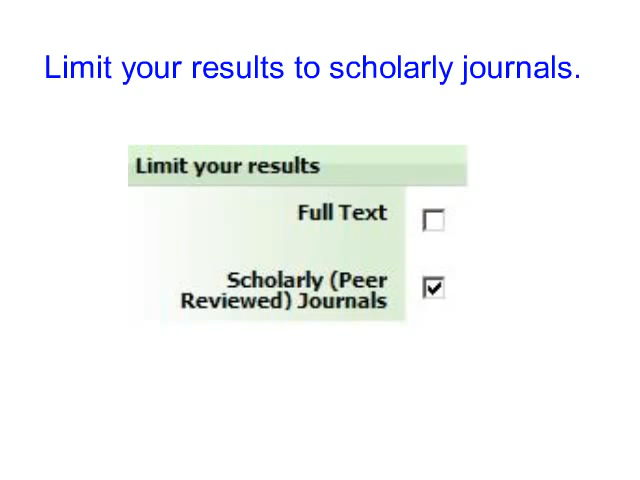 Limit your results to scholarly journals.
Limit your results
Full Text
Scholarly (Peer
Reviewed) Journals